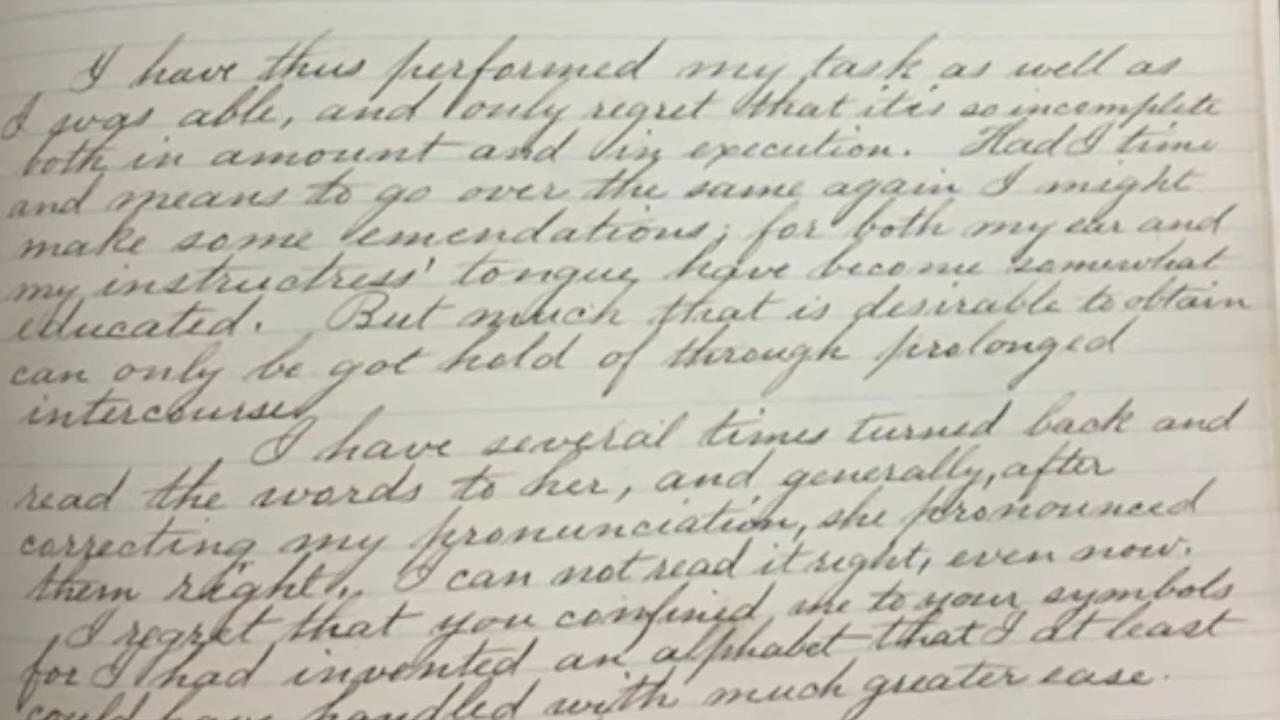 I have thus performed my task as well as
I was able, and only regret that it is so incomplete
both in amount and in execution. Had I time
and means to go over the same again I might
make some emendations; for both my ear and
my instructress' tongue have become somewhat
educated. But much that is desirable to obtain
can only be got hold of through prolonged
intercourse.
I have several times turned back and
read the words to her, and generally, after
correcting my pronunciation, she pronounced
them right. I can not read it right, even now.
I regret that you confined me to your symbols
for I had invented an alphabet that I at least
could have handled with much greater ease.